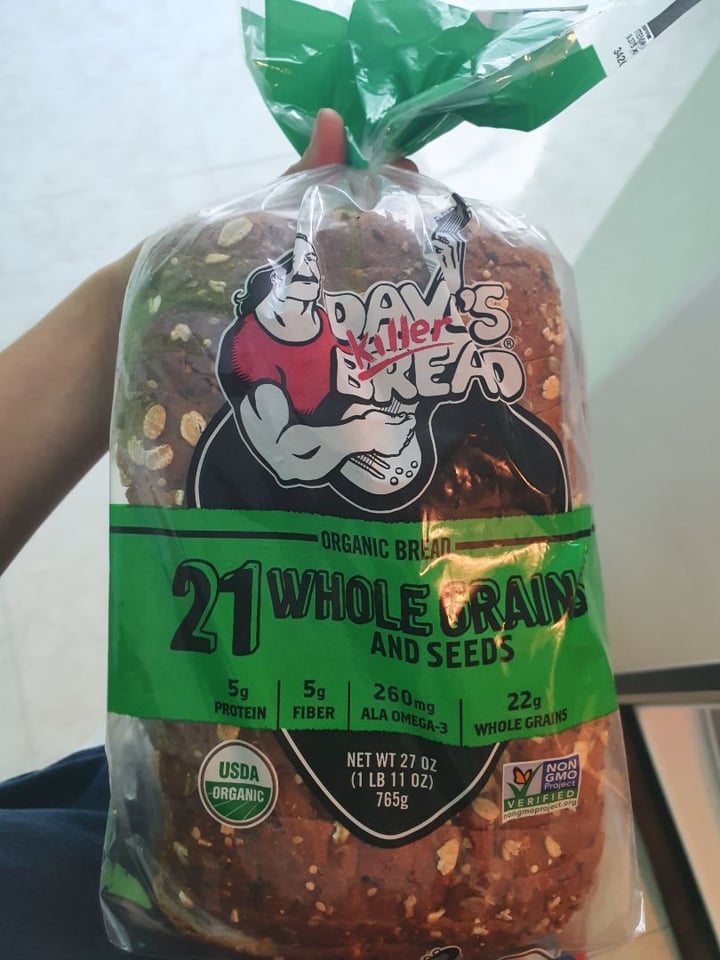 3421
DAVE'S
Killer
BREAD®
ORGANIC BREAD
21 WHOLE GRAINS
AND SEEDS
5g PROTEIN
5g FIBER
260mg ALA OMEGA-3
22g WHOLE GRAINS
USDA
ORGANIC
NET WT 27 OZ
(1 LB 11 OZ)
765g
NON
GMO
Project
VERIFIED
nongmoproject.org